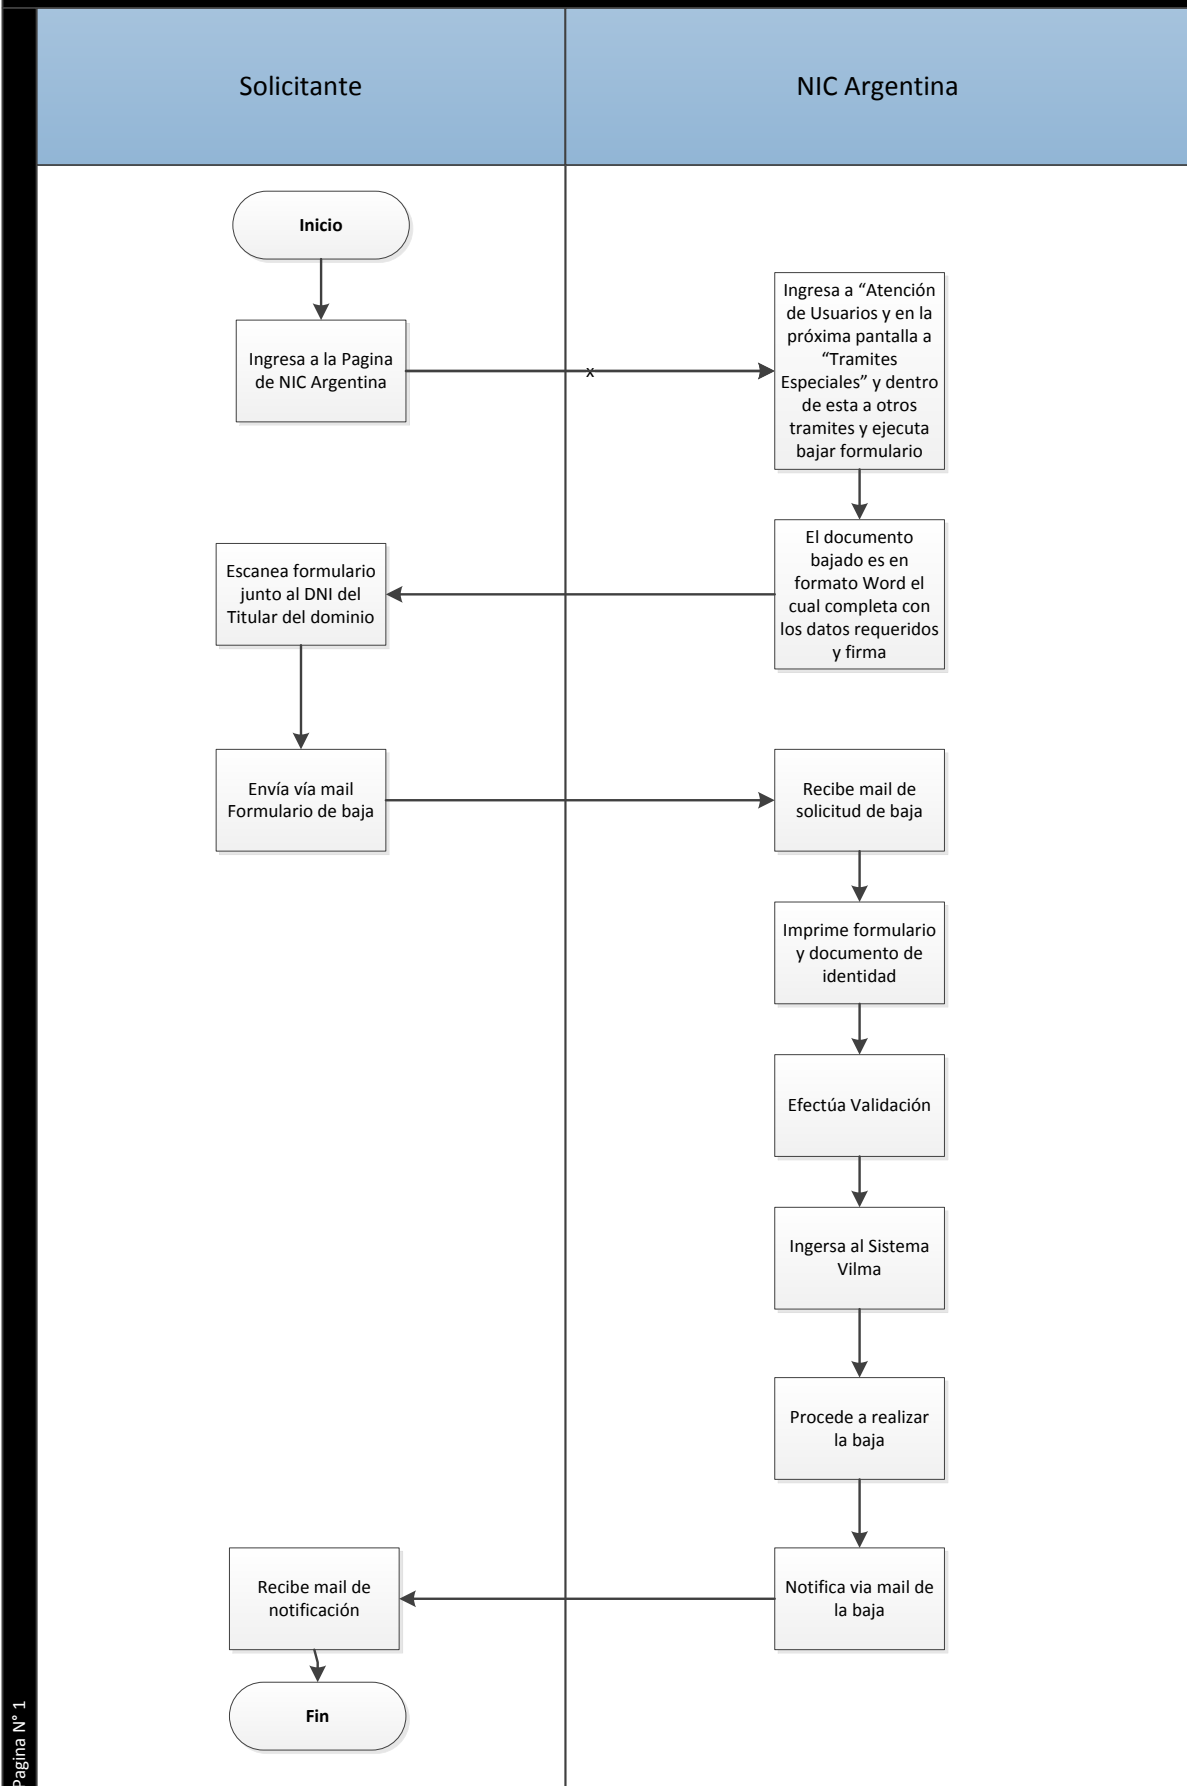 Solicitante
NIC Argentina
Inicio
Ingresa a la Pagina
de NIC Argentina
x
Ingresa a “Atención
de Usuarios y en la
próxima pantalla a
“Tramites
Especiales” y dentro
de esta a otros
tramites y ejecuta
bajar formulario
El documento
bajado es en
formato Word el
cual completa con
los datos requeridos
y firma
Escanea formulario
junto al DNI del
Titular del dominio
Envía vía mail
Formulario de baja
Recibe mail de
solicitud de baja
Imprime formulario
y documento de
identidad
Efectúa Validación
Ingersa al Sistema
Vilma
Procede a realizar
la baja
Notifica via mail de
la baja
Recibe mail de
notificación
Fin
Pagina N° 1